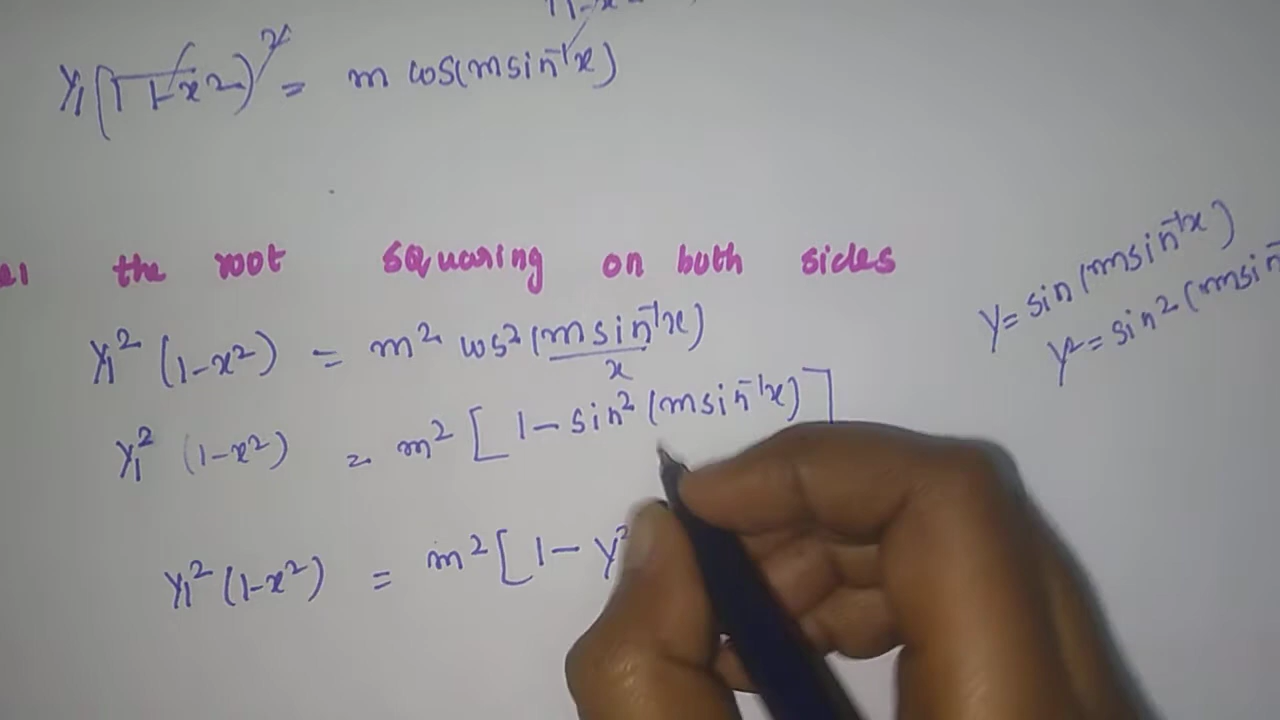 y₁(√1-x²)² = m cos(m sin⁻¹x)
the root squaring on both sides
y = sin(m sin⁻¹x)
y² = sin²(m sin
y₁²(1-x²) = m² cos²(m sin⁻¹x)
x
y₁²(1-x²) = m²[1-sin²(m sin⁻¹x)]
y₁²(1-x²) = m²[1-y²